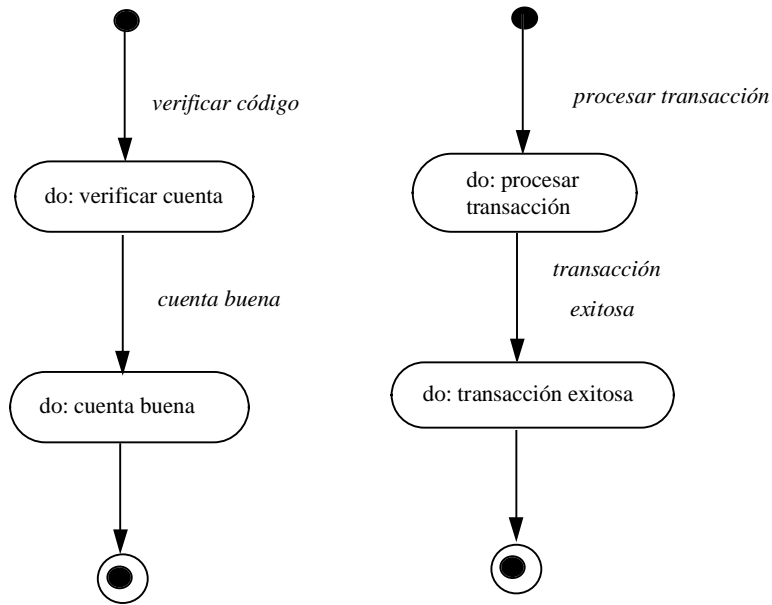 verificar código
do: verificar cuenta
cuenta buena
do: cuenta buena
procesar transacción
do: procesar
transacción
transacción
exitosa
do: transacción exitosa